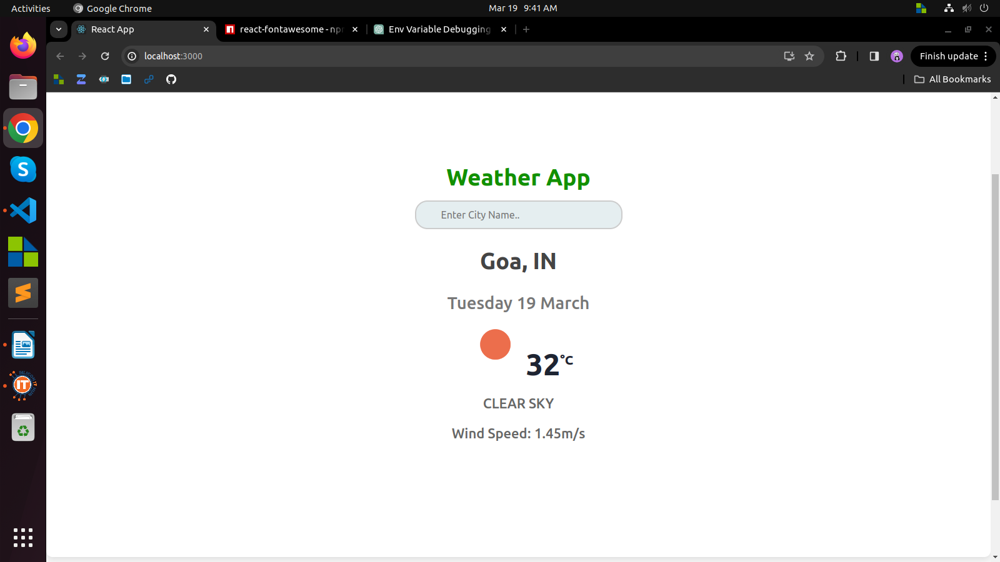 Activities
Google Chrome
Mar 19 9:41 AM
React App
react-fontawesome - npm
Env Variable Debugging
localhost:3000
Finish update
All Bookmarks
Weather App
Enter City Name..
Goa, IN
Tuesday 19 March
32°C
CLEAR SKY
Wind Speed: 1.45m/s
S
IT